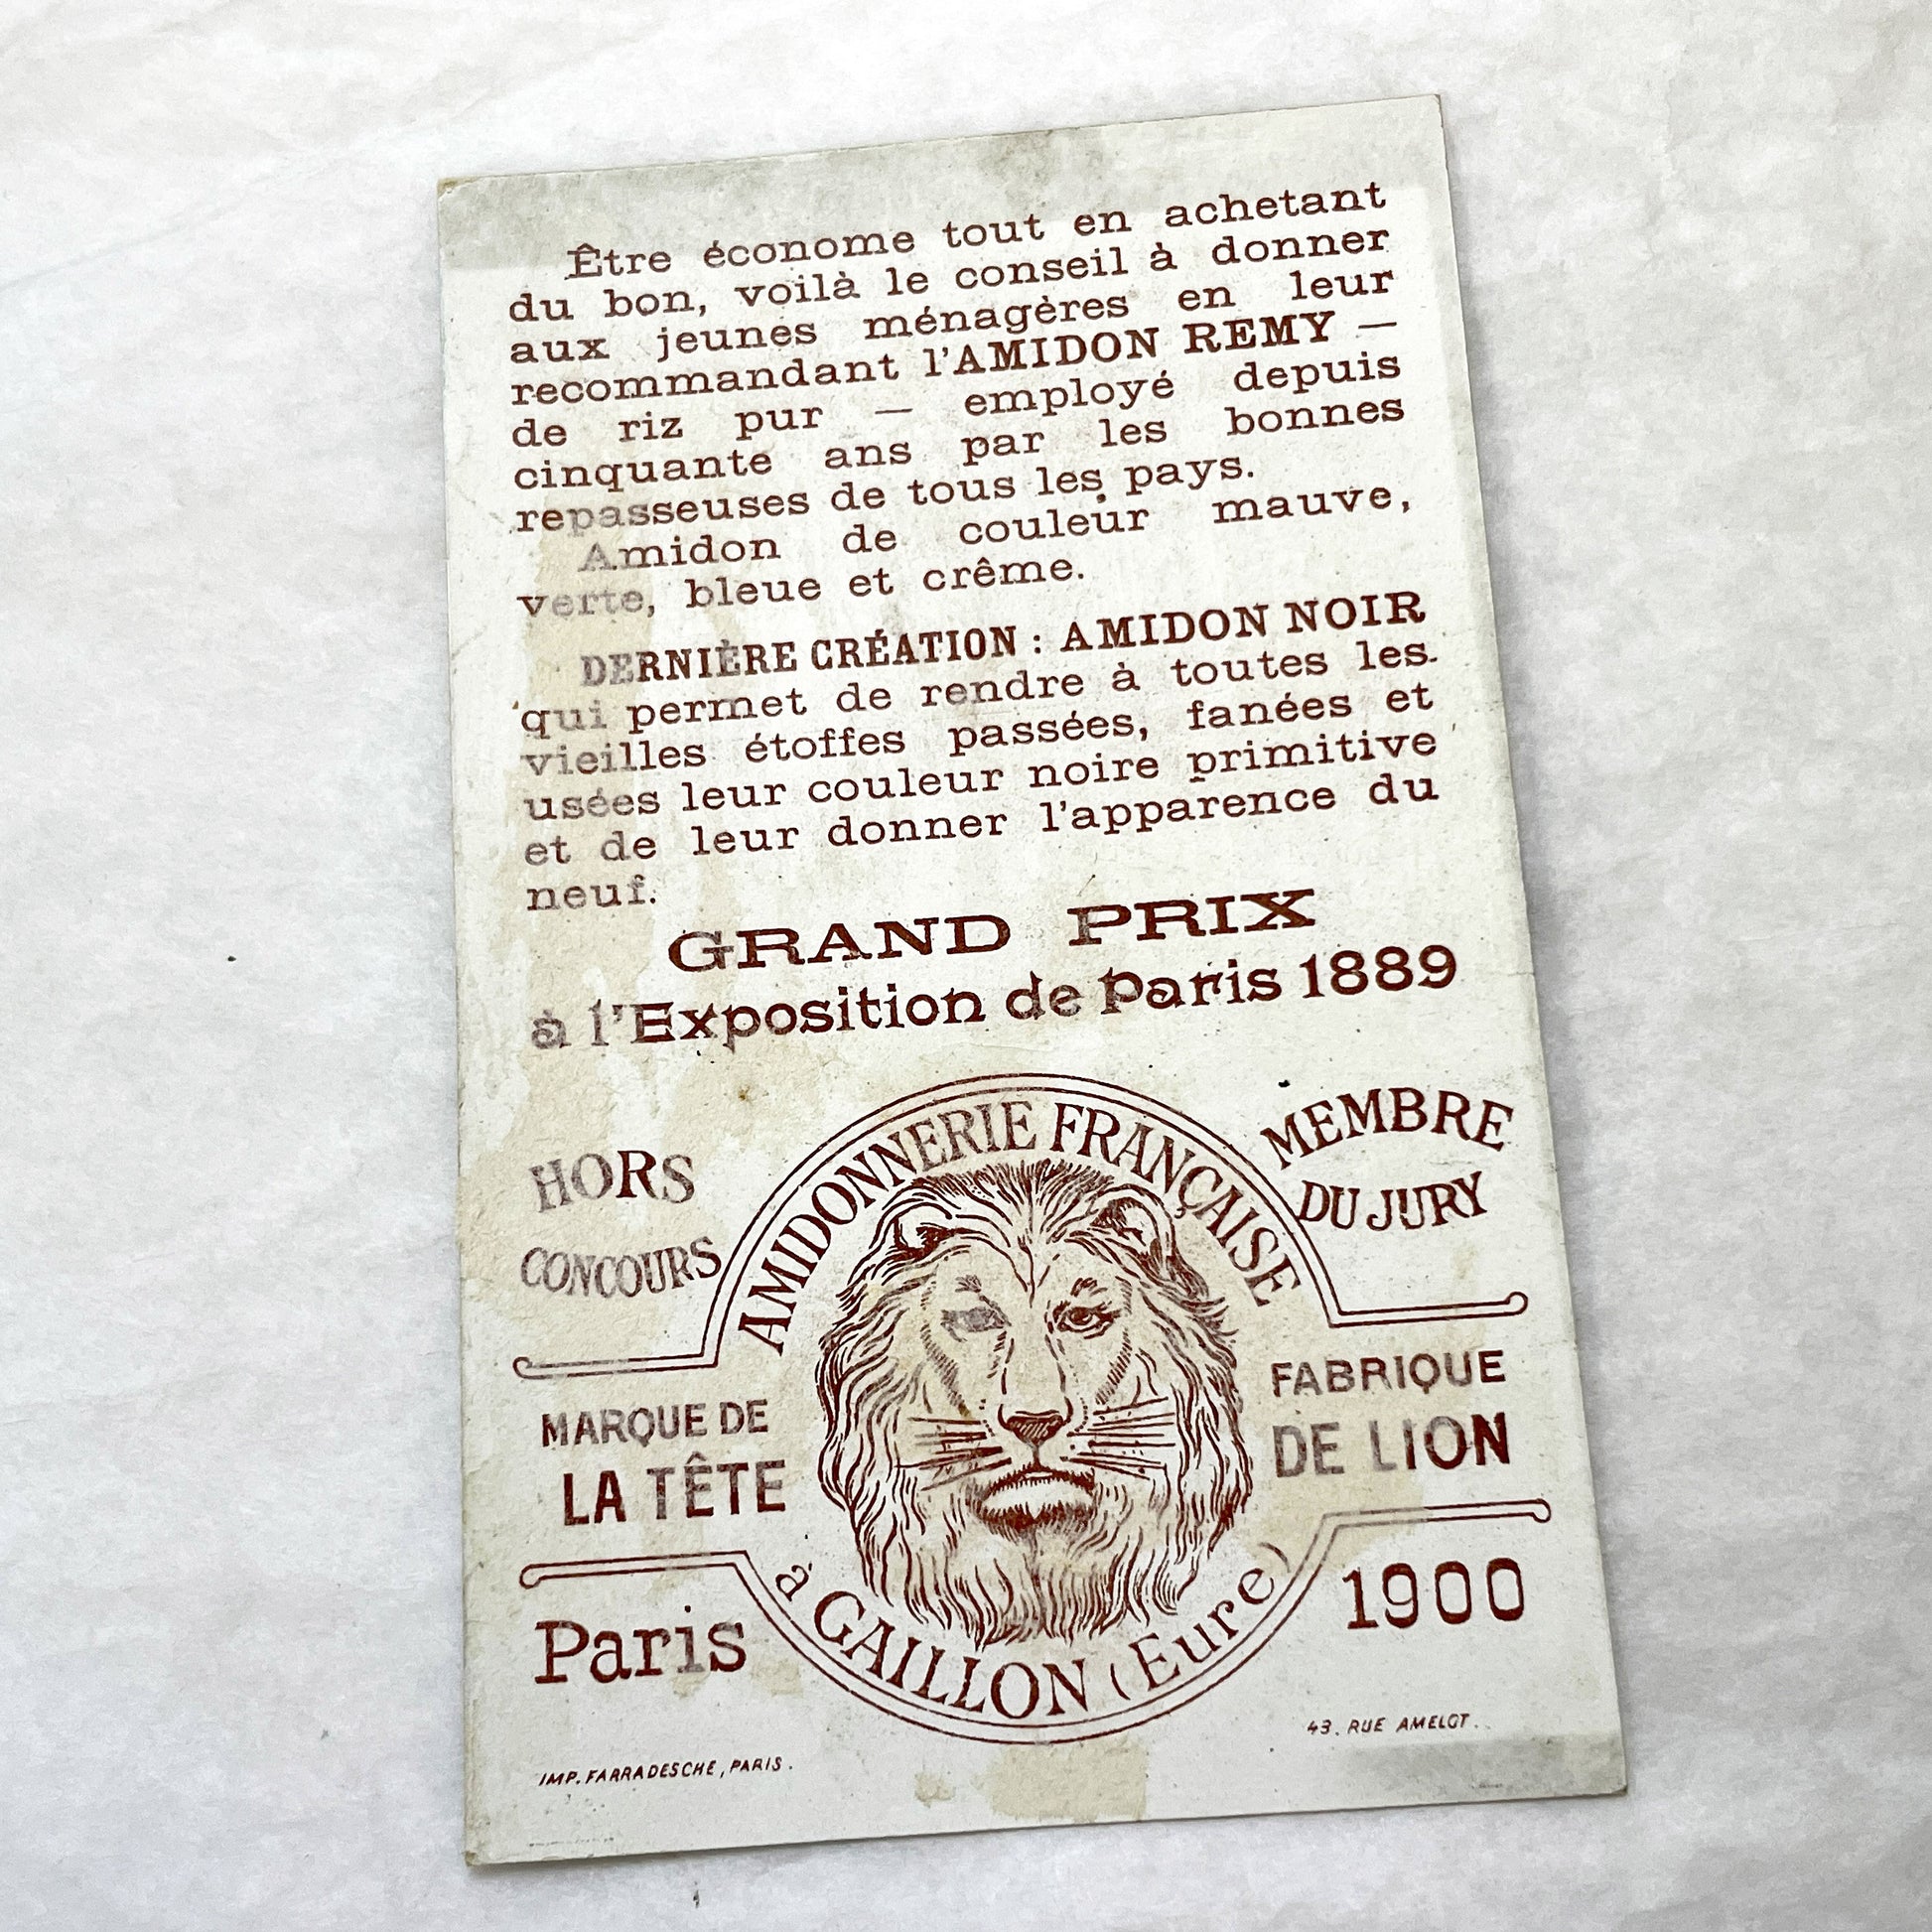 Être économe tout en achetant
du bon, voilà le conseil à donner
aux jeunes ménagères en leur
recommandant l'AMIDON REMY —
de riz pur — employé depuis
cinquante ans par les bonnes
repasseuses de tous les pays.
Amidon de couleur mauve,
verte, bleue et crême.
DERNIÈRE CRÉATION : AMIDON NOIR
qui permet de rendre à toutes les
vieilles étoffes passées, fanées et
usées leur couleur noire primitive
et de leur donner l'apparence du
neuf.
GRAND PRIX
à l'Exposition de Paris 1889
HORS
CONCOURS
MEMBRE
DU JURY
AMIDONNERIE FRANÇAISE
MARQUE DE
LA TÊTE
FABRIQUE
DE LION
à GAILLON (Eure)
Paris
1900
IMP. FARRADESCHE, PARIS.
43. RUE AMELOT.